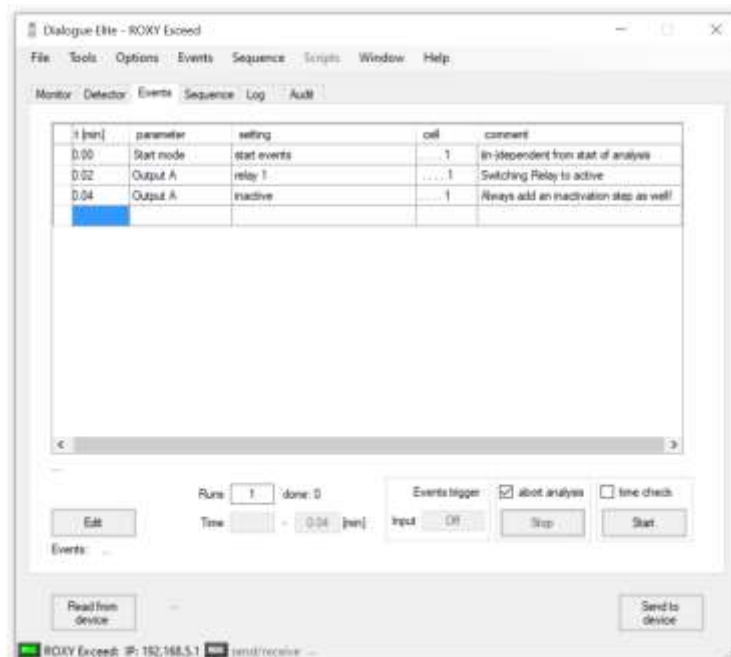 Dialogue Elite - ROXY Exceed
File Tools Options Events Sequence Scripts Window Help
Monitor Detector Events Sequence Log Audit
t [min] parameter setting cell comment
0.00 Start mode start events . . . . 1 (in-)dependent from start of analysis
0.02 Output A relay 1 . . . . 1 Switching Relay to active
0.04 Output A inactive . . . . 1 Always add an inactivation step as well!
Runs 1 done: 0 Events trigger abort analysis time check
Edit Time - 0.04 [min] Input Off Stop Start
Events: ...
Read from device ... Send to device
ROXY Exceed: IP: 192.168.5.1 send/receive ...